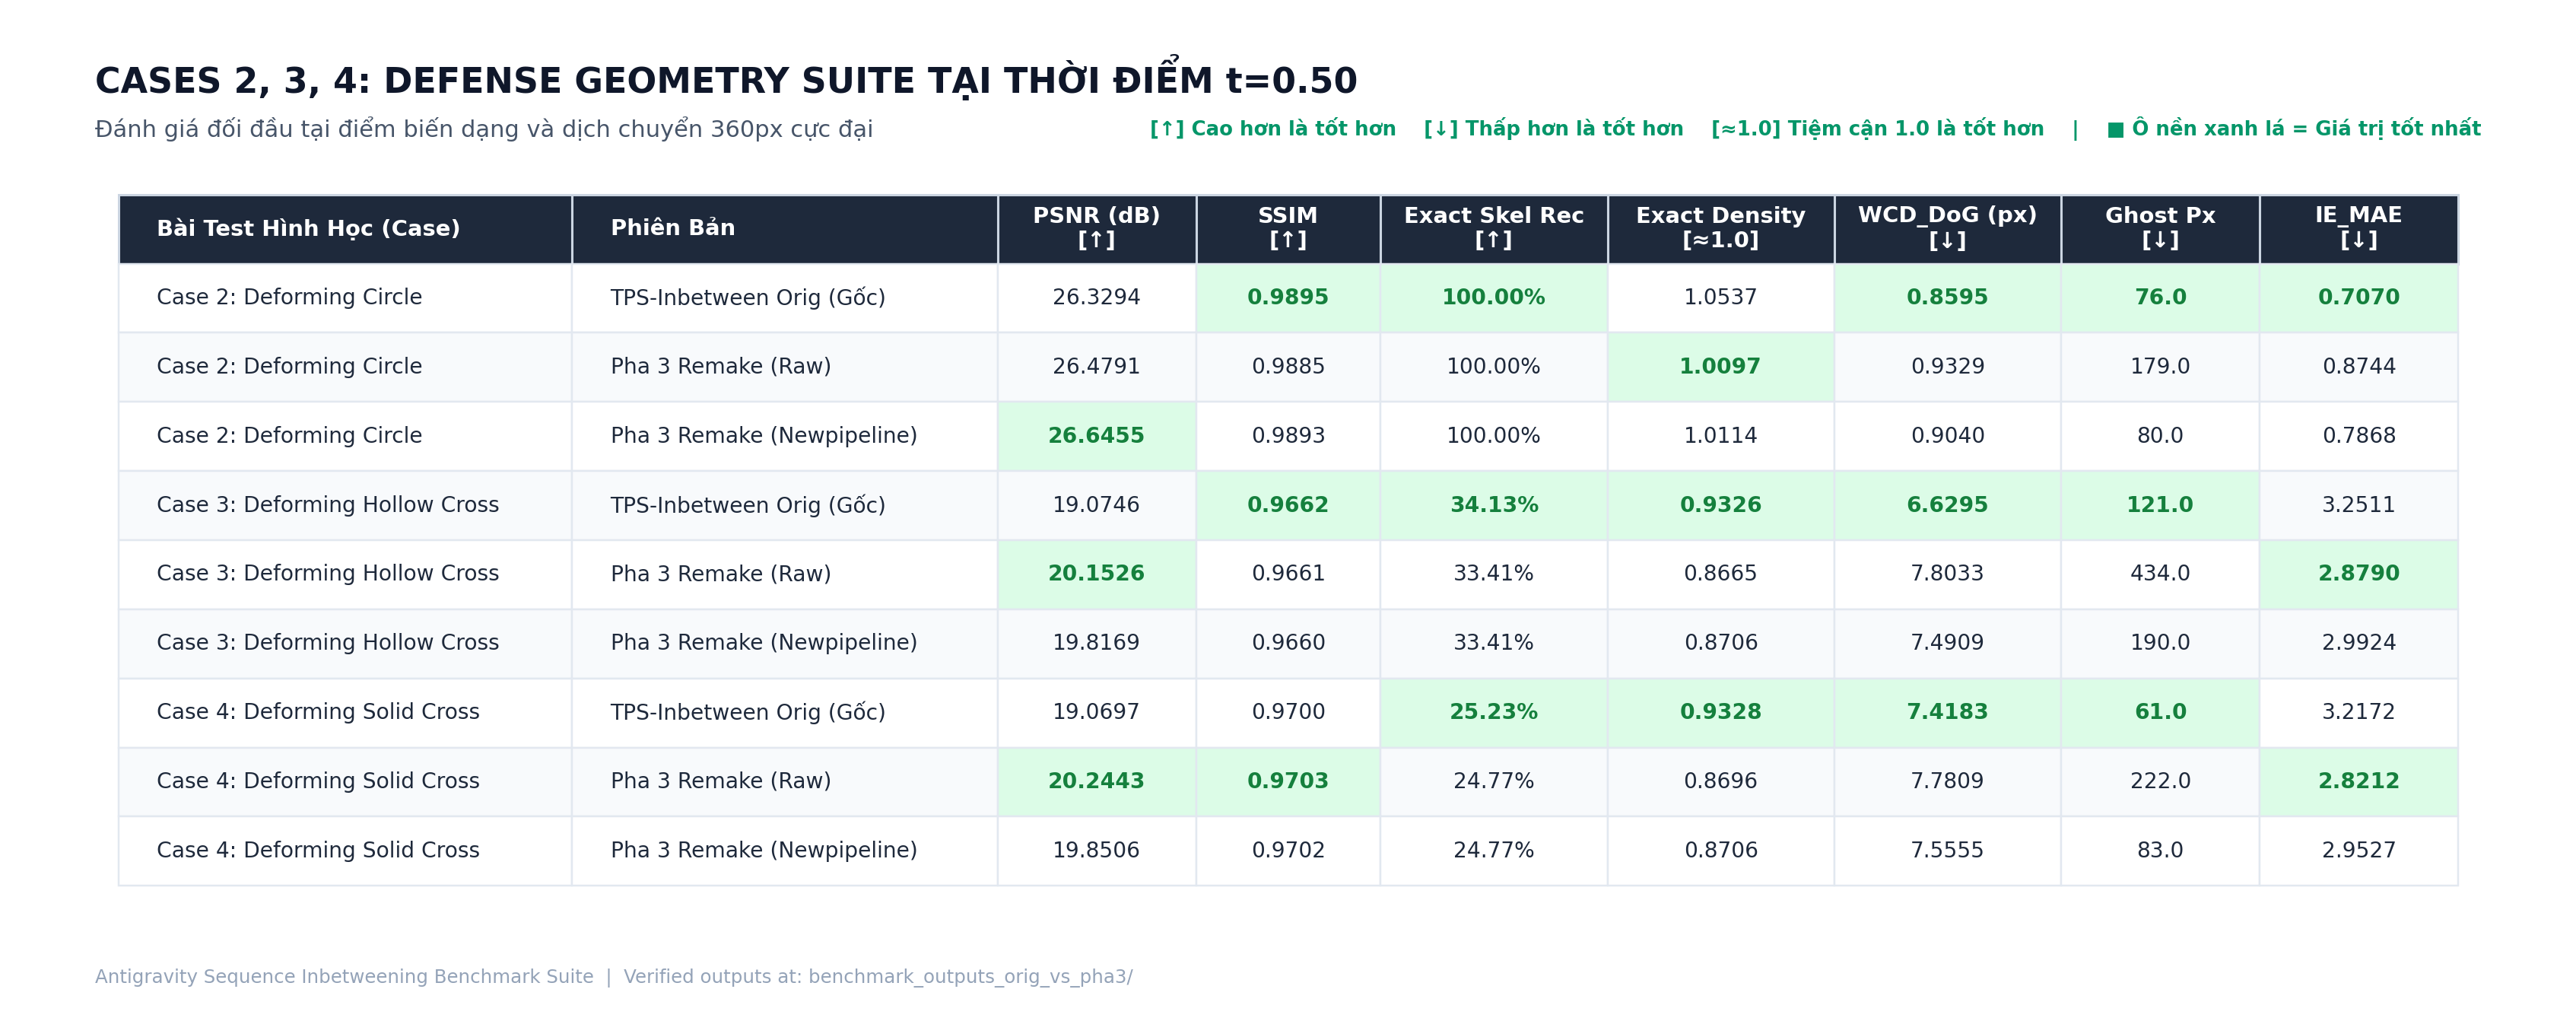 CASES 2, 3, 4: DEFENSE GEOMETRY SUITE TẠI THỜI ĐIỂM t=0.50
Đánh giá đối đầu tại điểm biến dạng và dịch chuyển 360px cực đại
[↑] Cao hơn là tốt hơn [↓] Thấp hơn là tốt hơn [≈1.0] Tiệm cận 1.0 là tốt hơn | ■ Ô nền xanh lá = Giá trị tốt nhất
Bài Test Hình Học (Case) Phiên Bản PSNR (dB) [↑] SSIM [↑] Exact Skel Rec [↑] Exact Density [≈1.0] WCD_DoG (px) [↓] Ghost Px [↓] IE_MAE [↓]
Case 2: Deforming Circle TPS-Inbetween Orig (Gốc) 26.3294 0.9895 100.00% 1.0537 0.8595 76.0 0.7070
Case 2: Deforming Circle Pha 3 Remake (Raw) 26.4791 0.9885 100.00% 1.0097 0.9329 179.0 0.8744
Case 2: Deforming Circle Pha 3 Remake (Newpipeline) 26.6455 0.9893 100.00% 1.0114 0.9040 80.0 0.7868
Case 3: Deforming Hollow Cross TPS-Inbetween Orig (Gốc) 19.0746 0.9662 34.13% 0.9326 6.6295 121.0 3.2511
Case 3: Deforming Hollow Cross Pha 3 Remake (Raw) 20.1526 0.9661 33.41% 0.8665 7.8033 434.0 2.8790
Case 3: Deforming Hollow Cross Pha 3 Remake (Newpipeline) 19.8169 0.9660 33.41% 0.8706 7.4909 190.0 2.9924
Case 4: Deforming Solid Cross TPS-Inbetween Orig (Gốc) 19.0697 0.9700 25.23% 0.9328 7.4183 61.0 3.2172
Case 4: Deforming Solid Cross Pha 3 Remake (Raw) 20.2443 0.9703 24.77% 0.8696 7.7809 222.0 2.8212
Case 4: Deforming Solid Cross Pha 3 Remake (Newpipeline) 19.8506 0.9702 24.77% 0.8706 7.5555 83.0 2.9527
Antigravity Sequence Inbetweening Benchmark Suite | Verified outputs at: benchmark_outputs_orig_vs_pha3/